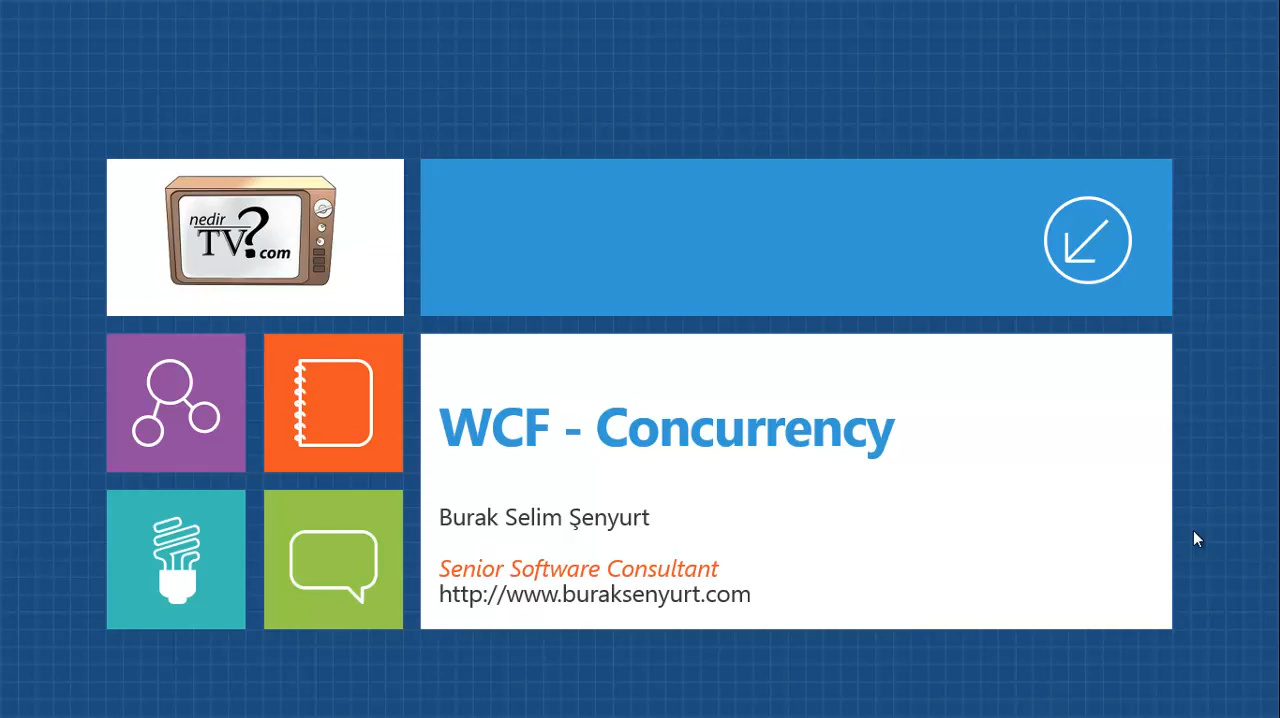 nedir
TV?.com
WCF - Concurrency
Burak Selim Şenyurt
Senior Software Consultant
http://www.buraksenyurt.com